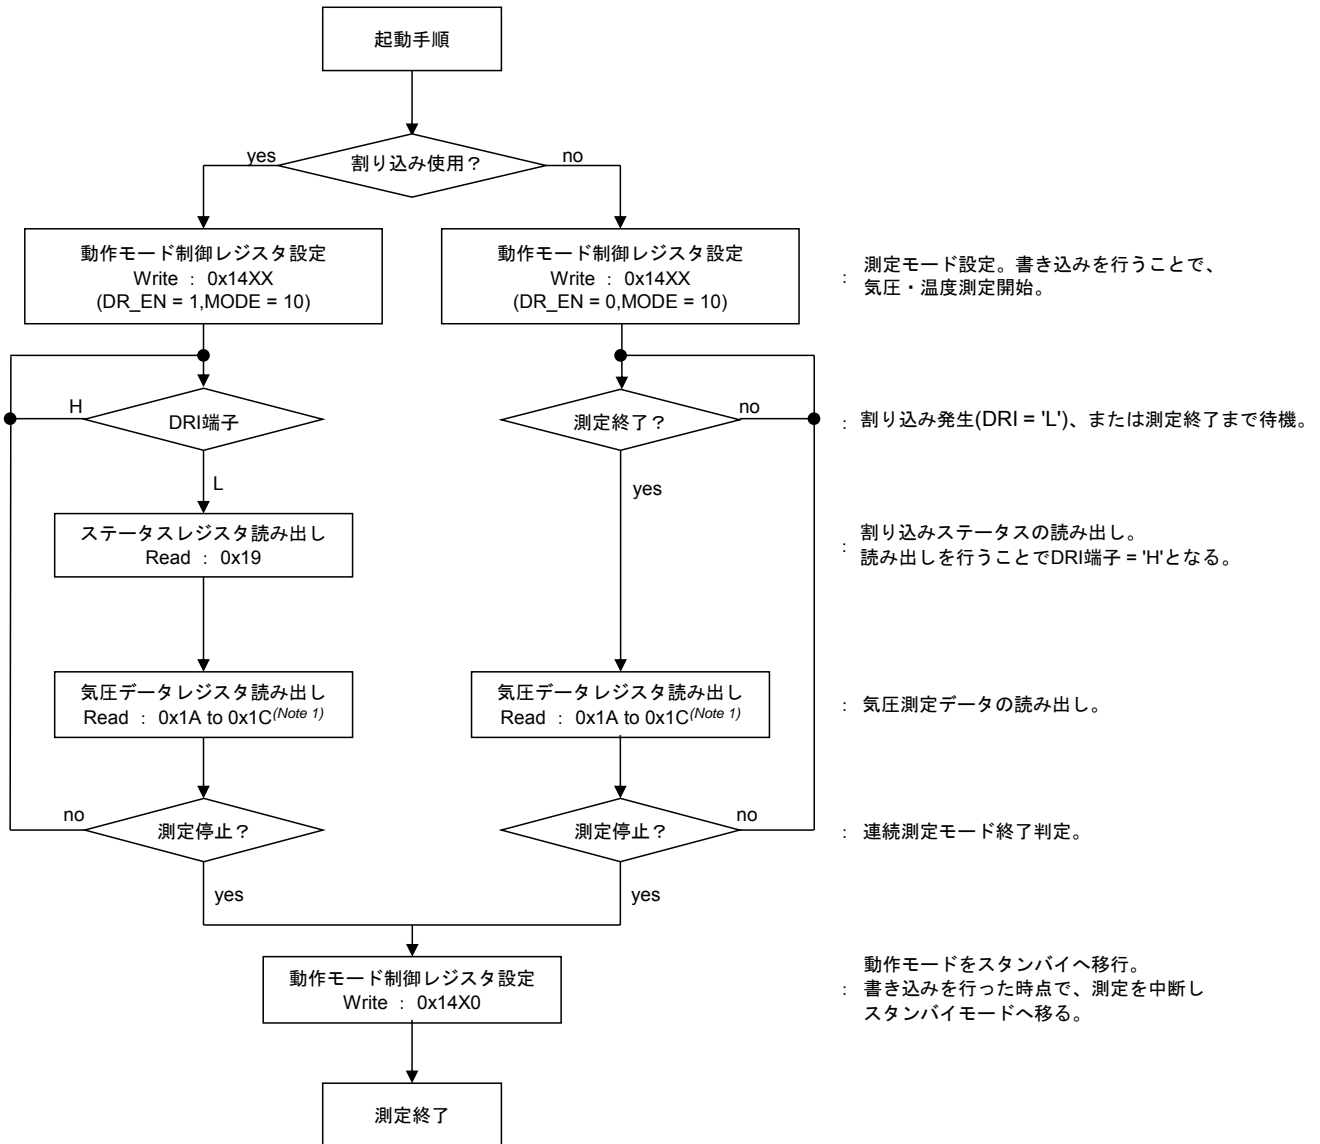 起動手順
yes
割り込み使用？
no
動作モード制御レジスタ設定
Write : 0x14XX
(DR_EN = 1,MODE = 10)
動作モード制御レジスタ設定
Write : 0x14XX
(DR_EN = 0,MODE = 10)
: 測定モード設定。書き込みを行うことで、
気圧・温度測定開始。
H
DRI端子
L
測定終了？
no
yes
: 割り込み発生(DRI = 'L')、または測定終了まで待機。
ステータスレジスタ読み出し
Read : 0x19
: 割り込みステータスの読み出し。
読み出しを行うことでDRI端子 = 'H'となる。
気圧データレジスタ読み出し
Read : 0x1A to 0x1C(Note 1)
気圧データレジスタ読み出し
Read : 0x1A to 0x1C(Note 1)
: 気圧測定データの読み出し。
no
測定停止？
yes
測定停止？
no
yes
: 連続測定モード終了判定。
動作モード制御レジスタ設定
Write : 0x14X0
動作モードをスタンバイへ移行。
: 書き込みを行った時点で、測定を中断し
スタンバイモードへ移る。
測定終了